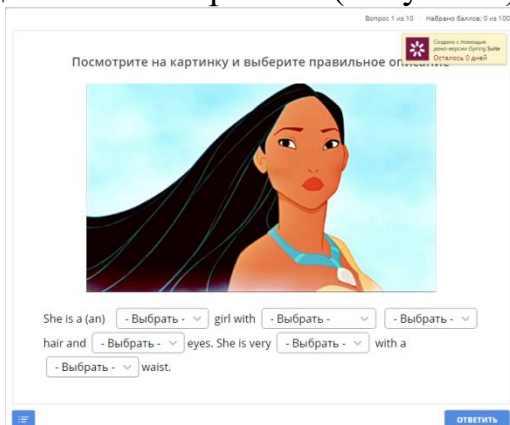 Вопрос 1 из 10 | Набрано баллов: 0 из 100
Создано с помощью
демо-версии iSpring Suite
Осталось 0 дней
Посмотрите на картинку и выберите правильное описание
She is a (an) - Выбрать - girl with - Выбрать - - Выбрать -
hair and - Выбрать - eyes. She is very - Выбрать - with a
- Выбрать - waist.
ОТВЕТИТЬ